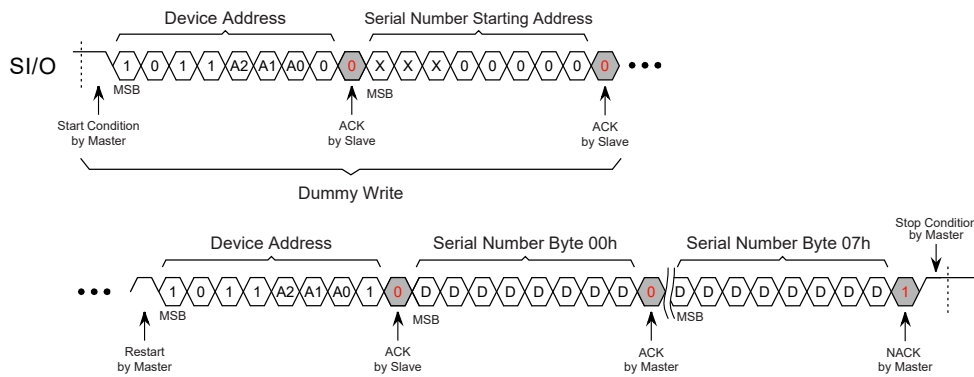 Device Address Serial Number Starting Address
SI/O 1 0 1 1 A2 A1 A0 0 0 X X X 0 0 0 0 0 0 •••
MSB MSB
Start Condition
by Master
ACK
by Slave
ACK
by Slave
Dummy Write
Device Address Serial Number Byte 00h Serial Number Byte 07h
Stop Condition
by Master
••• 1 0 1 1 A2 A1 A0 1 0 D D D D D D D D 0 D D D D D D D D 1
MSB MSB MSB
Restart
by Master
ACK
by Slave
ACK
by Master
NACK
by Master